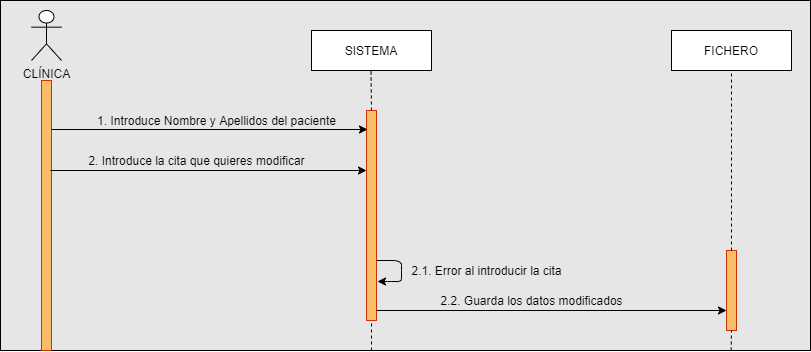 CLÍNICA
SISTEMA
FICHERO
1. Introduce Nombre y Apellidos del paciente
2. Introduce la cita que quieres modificar
2.1. Error al introducir la cita
2.2. Guarda los datos modificados